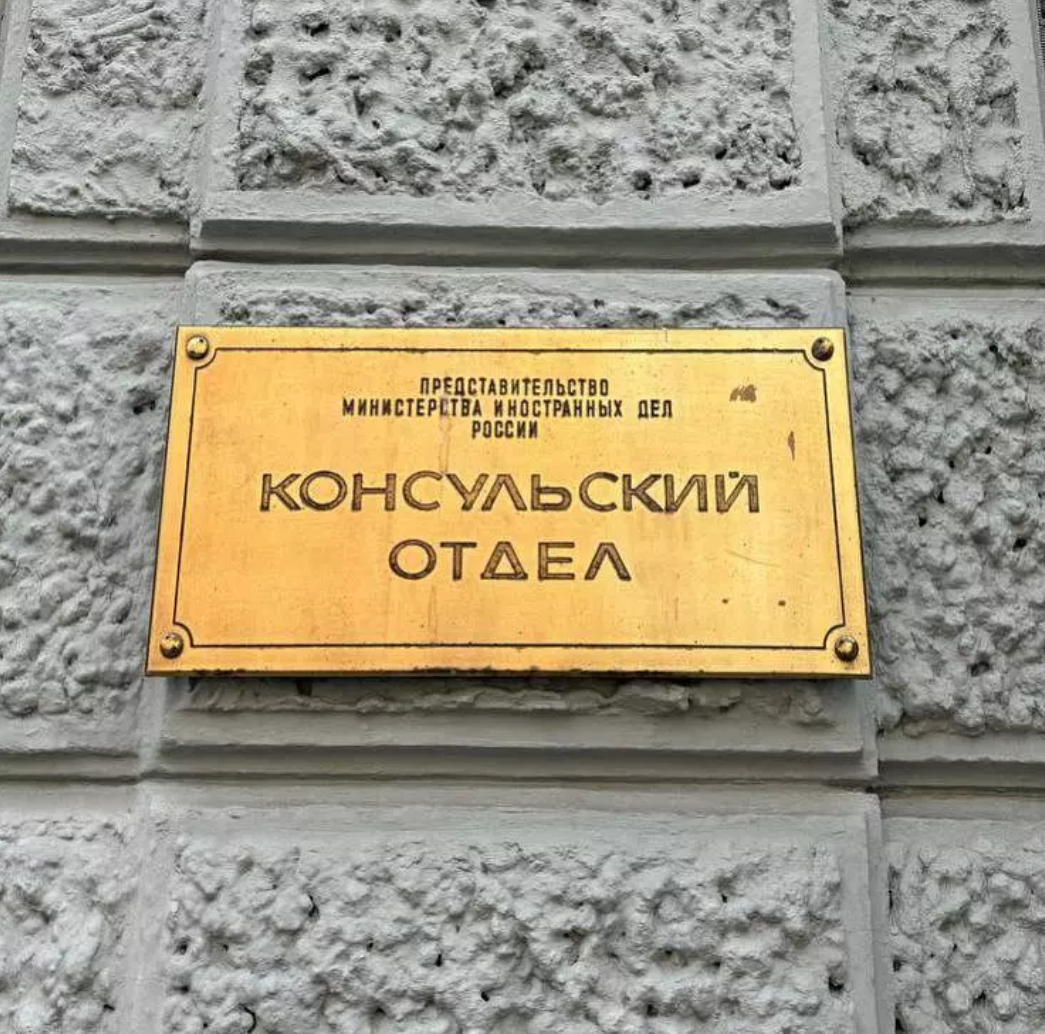 ПРЕДСТАВИТЕЛЬСТВО
МИНИСТЕРСТВА ИНОСТРАННЫХ ДЕЛ
РОССИИ
КОНСУЛЬСКИЙ
ОТДЕЛ